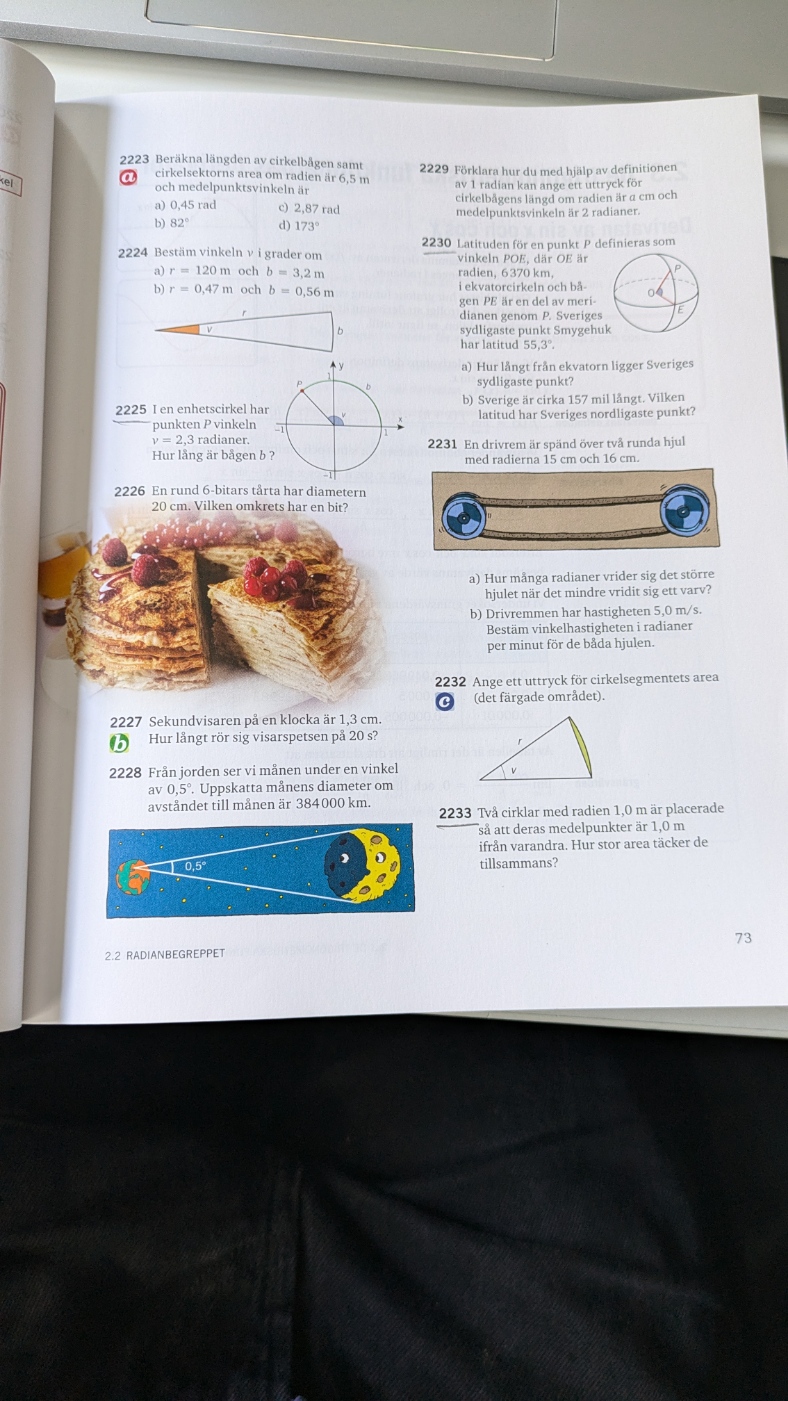 2223 Beräkna längden av cirkelbågen samt
a cirkelsektorns area om radien är 6,5 m
och medelpunktsvinkeln är
a) 0,45 rad c) 2,87 rad
b) 82° d) 173°
2224 Bestäm vinkeln v i grader om
a) r = 120 m och b = 3,2 m
b) r = 0,47 m och b = 0,56 m
r
v
b
2225 I en enhetscirkel har
punkten P vinkeln
v = 2,3 radianer.
Hur lång är bågen b ?
y
1
P
b
v
x
-1
1
-1
2226 En rund 6-bitars tårta har diametern
20 cm. Vilken omkrets har en bit?
2227 Sekundvisaren på en klocka är 1,3 cm.
b Hur långt rör sig visarspetsen på 20 s?
2228 Från jorden ser vi månen under en vinkel
av 0,5°. Uppskatta månens diameter om
avståndet till månen är 384 000 km.
0,5°
2.2 RADIANBEGREPPET
2229 Förklara hur du med hjälp av definitionen
av 1 radian kan ange ett uttryck för
cirkelbågens längd om radien är a cm och
medelpunktsvinkeln är 2 radianer.
2230 Latituden för en punkt P definieras som
vinkeln POE, där OE är
radien, 6 370 km,
i ekvatorcirkeln och bå-
gen PE är en del av meri-
dianen genom P. Sveriges
sydligaste punkt Smygehuk
har latitud 55,3°.
P
O
E
a) Hur långt från ekvatorn ligger Sveriges
sydligaste punkt?
b) Sverige är cirka 157 mil långt. Vilken
latitud har Sveriges nordligaste punkt?
2231 En drivrem är spänd över två runda hjul
med radierna 15 cm och 16 cm.
a) Hur många radianer vrider sig det större
hjulet när det mindre vridit sig ett varv?
b) Drivremmen har hastigheten 5,0 m/s.
Bestäm vinkelhastigheten i radianer
per minut för de båda hjulen.
2232 Ange ett uttryck för cirkelsegmentets area
c (det färgade området).
r
v
2233 Två cirklar med radien 1,0 m är placerade
så att deras medelpunkter är 1,0 m
ifrån varandra. Hur stor area täcker de
tillsammans?
73